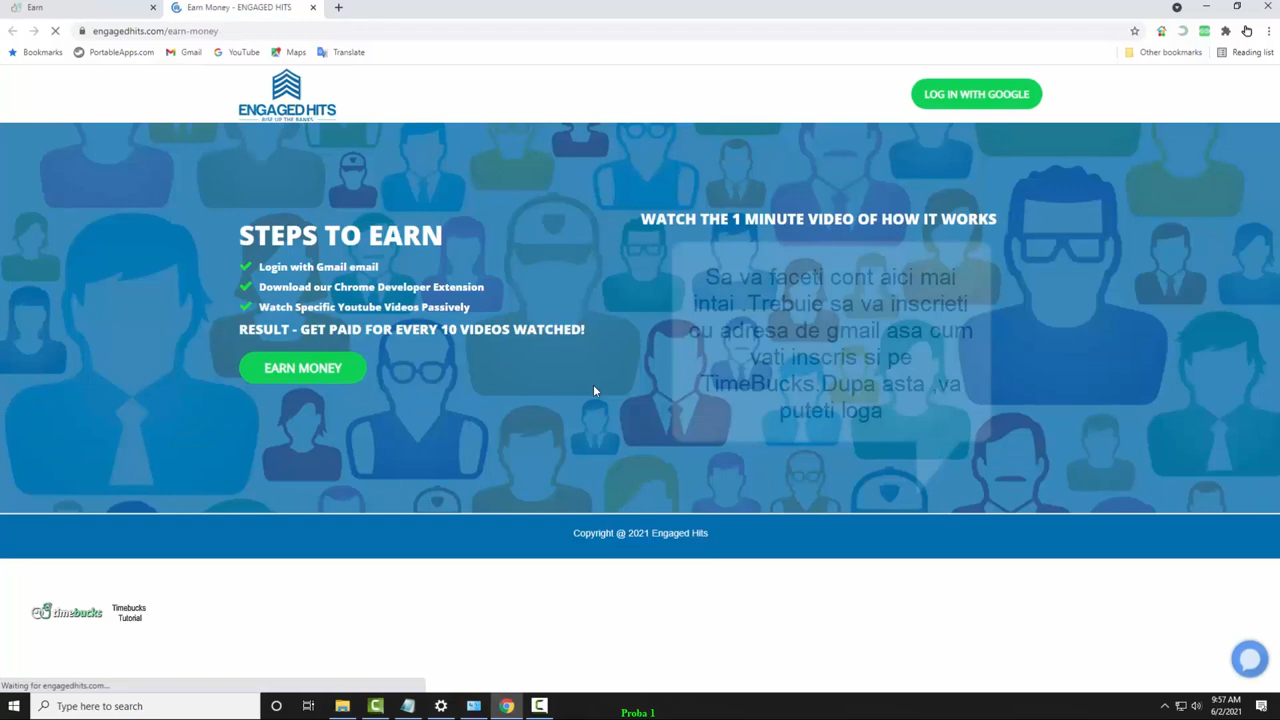 Earn
Earn Money - ENGAGED HITS
engagedhits.com/earn-money
Bookmarks
PortableApps.com
Gmail
YouTube
Maps
Translate
Other bookmarks
Reading list
ENGAGED HITS
RISE UP THE RANKS
LOG IN WITH GOOGLE
STEPS TO EARN
Login with Gmail email
Download our Chrome Developer Extension
Watch Specific Youtube Videos Passively
RESULT - GET PAID FOR EVERY 10 VIDEOS WATCHED!
EARN MONEY
WATCH THE 1 MINUTE VIDEO OF HOW IT WORKS
Sa va faceti cont aici mai
intai .Trebuie sa va inscrieti
cu adresa de gmail asa cum
vati inscris si pe
TimeBucks.Dupa asta ,va
puteti loga
Copyright @ 2021 Engaged Hits
timebucks
Timebucks
Tutorial
Waiting for engagedhits.com...
Type here to search
Proba 1
9:57 AM
6/2/2021